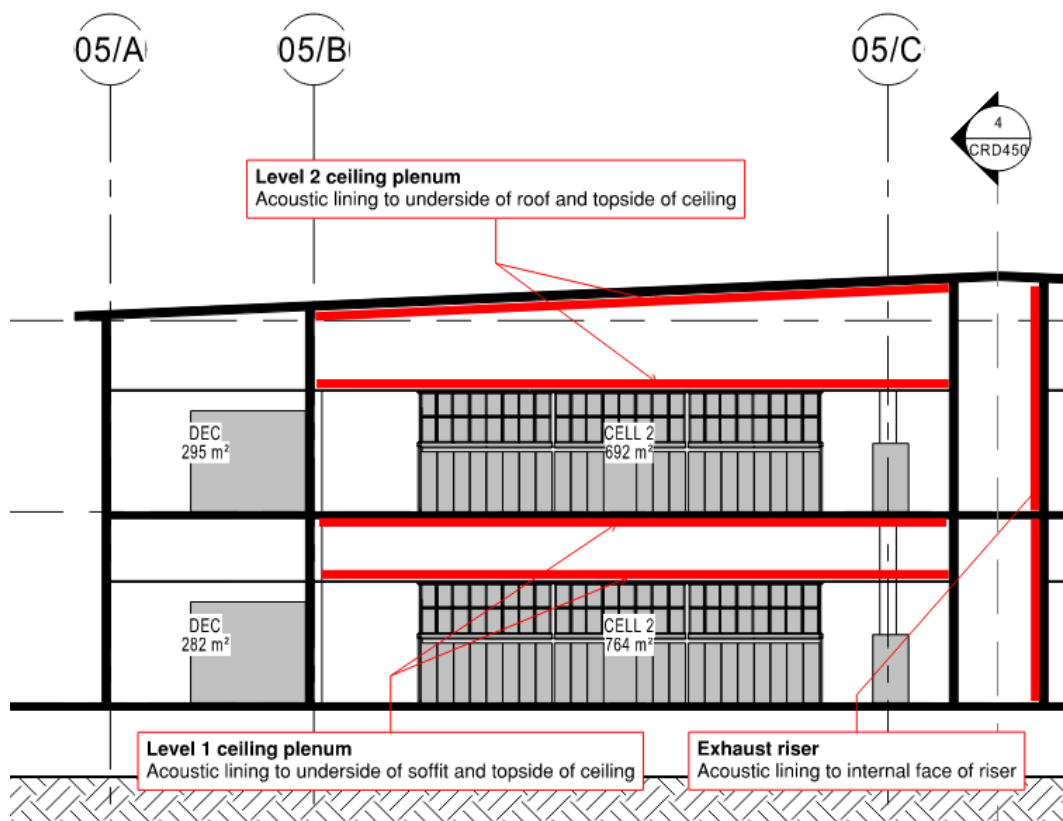 05/A
05/B
05/C
4
CRD450
Level 2 ceiling plenum
Acoustic lining to underside of roof and topside of ceiling
DEC
295 m²
CELL 2
692 m²
DEC
282 m²
CELL 2
764 m²
Level 1 ceiling plenum
Acoustic lining to underside of soffit and topside of ceiling
Exhaust riser
Acoustic lining to internal face of riser